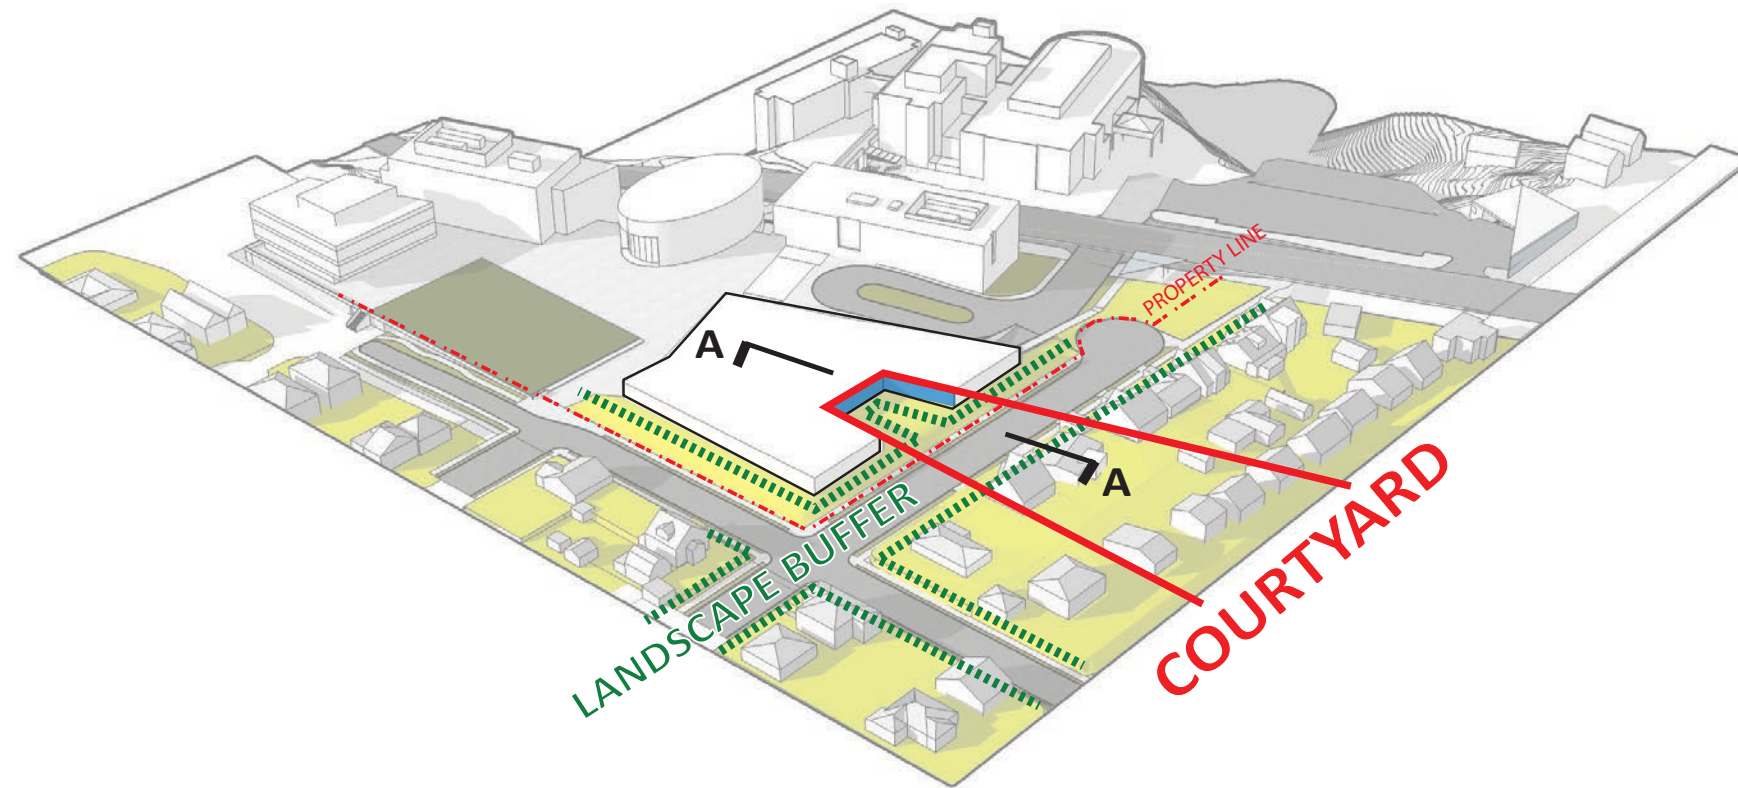 PROPERTY LINE
A
A
LANDSCAPE BUFFER
COURTYARD